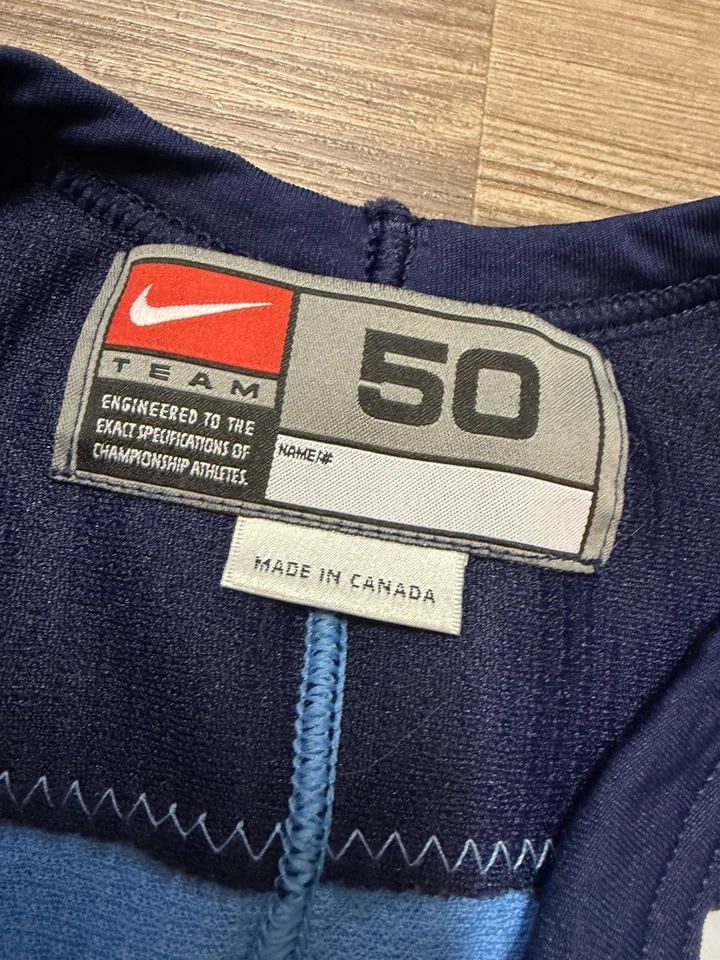 TEAM
ENGINEERED TO THE
EXACT SPECIFICATIONS OF
CHAMPIONSHIP ATHLETES.
50
NAME/#
MADE IN CANADA